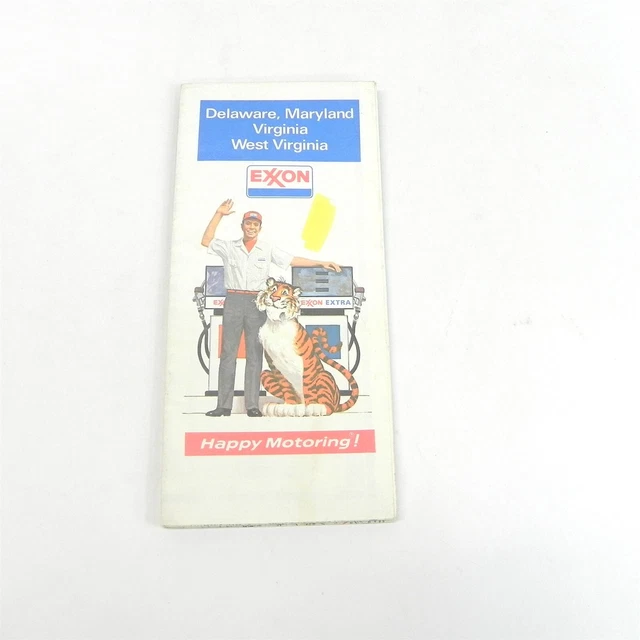 Delaware, Maryland
Virginia
West Virginia
EXXON
EXXON EXTRA
Happy Motoring!